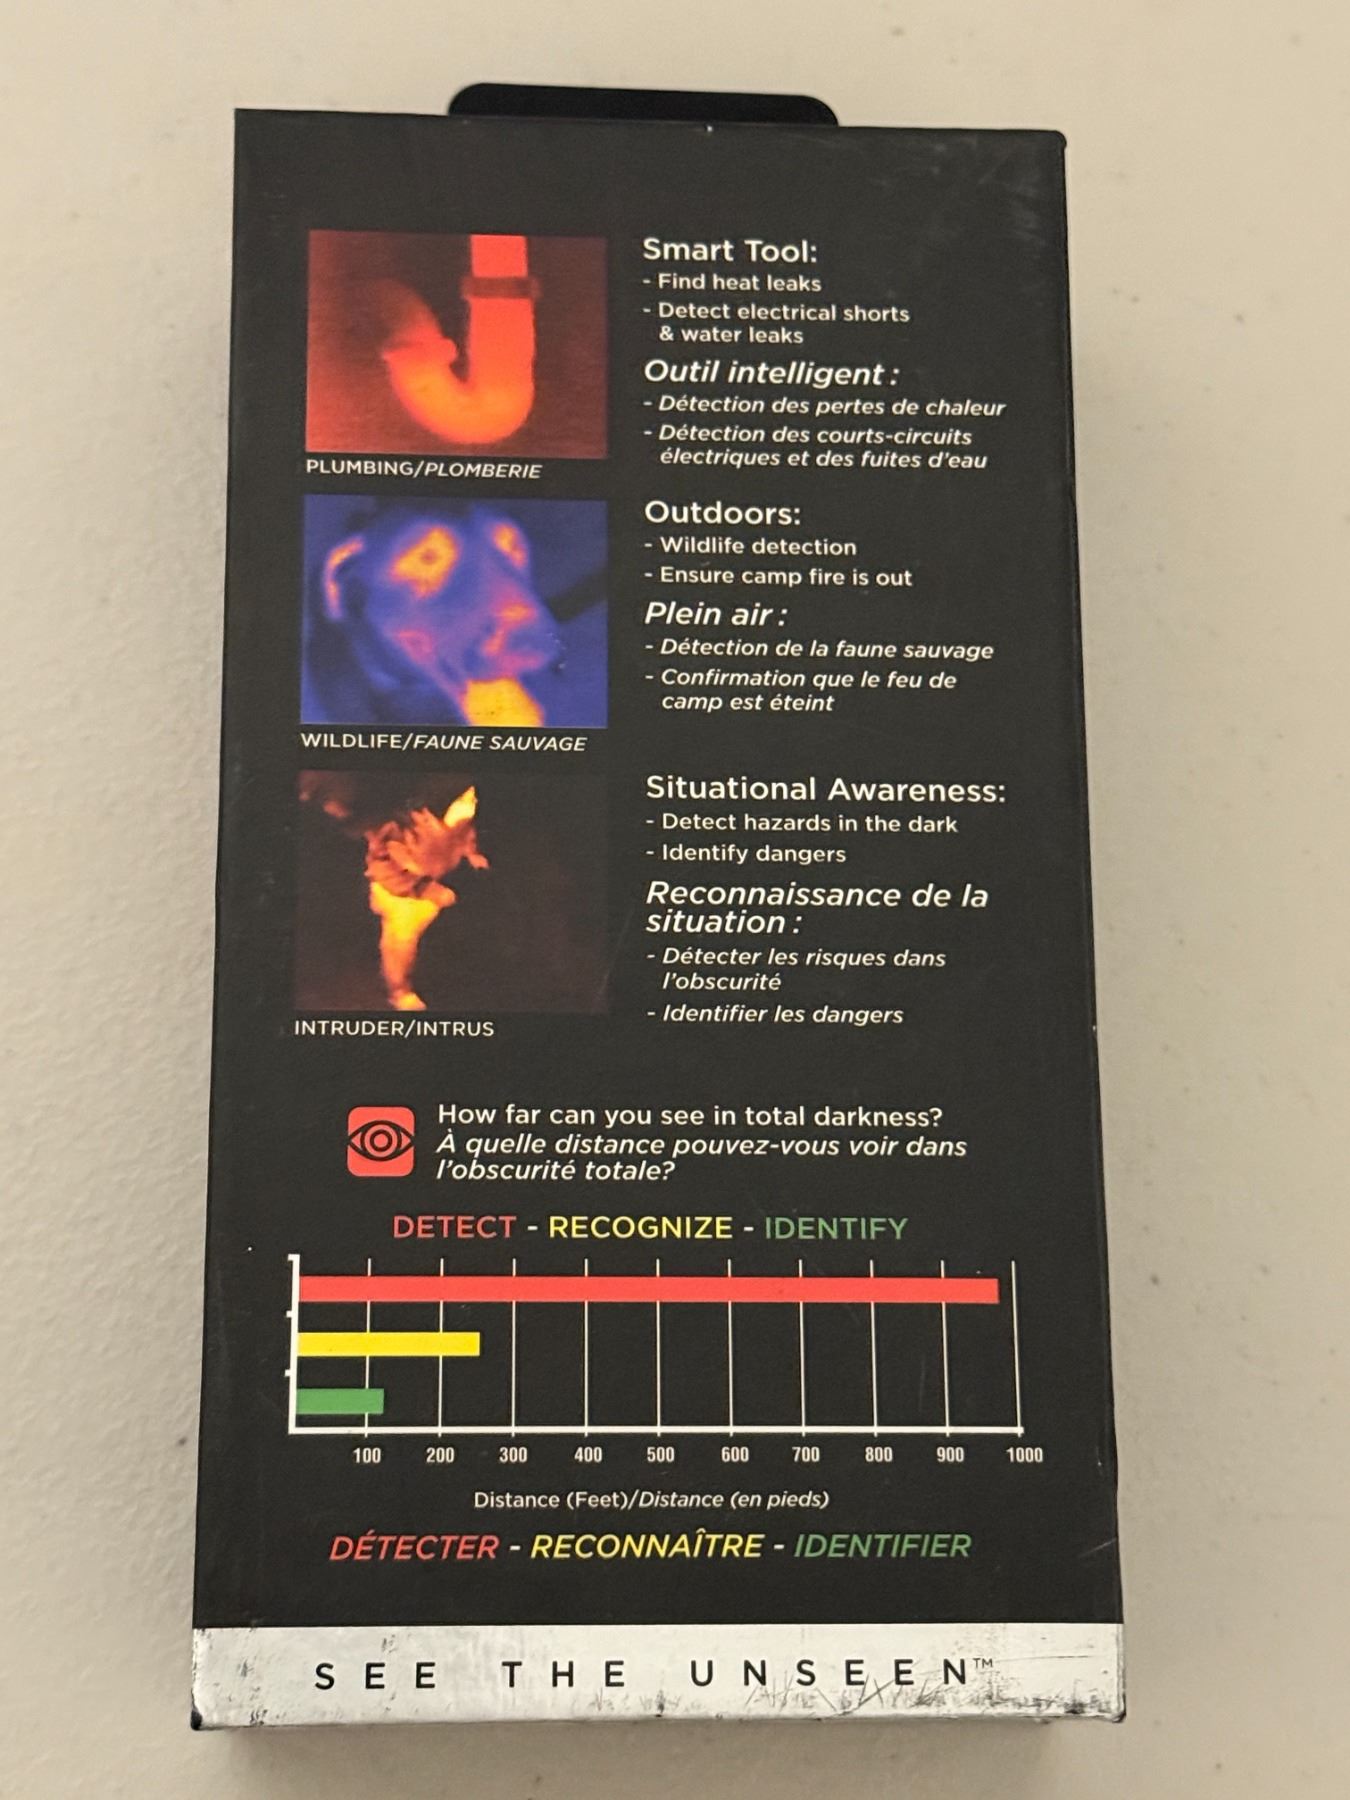 Smart Tool:
- Find heat leaks
- Detect electrical shorts
& water leaks
Outil intelligent :
- Détection des pertes de chaleur
- Détection des courts-circuits
électriques et des fuites d'eau
PLUMBING/PLOMBERIE
Outdoors:
- Wildlife detection
- Ensure camp fire is out
Plein air :
- Détection de la faune sauvage
- Confirmation que le feu de
camp est éteint
WILDLIFE/FAUNE SAUVAGE
Situational Awareness:
- Detect hazards in the dark
- Identify dangers
Reconnaissance de la
situation :
- Détecter les risques dans
l'obscurité
- Identifier les dangers
INTRUDER/INTRUS
How far can you see in total darkness?
À quelle distance pouvez-vous voir dans
l'obscurité totale?
DETECT - RECOGNIZE - IDENTIFY
100 200 300 400 500 600 700 800 900 1000
Distance (Feet)/Distance (en pieds)
DÉTECTER - RECONNAÎTRE - IDENTIFIER
SEE THE UNSEEN™